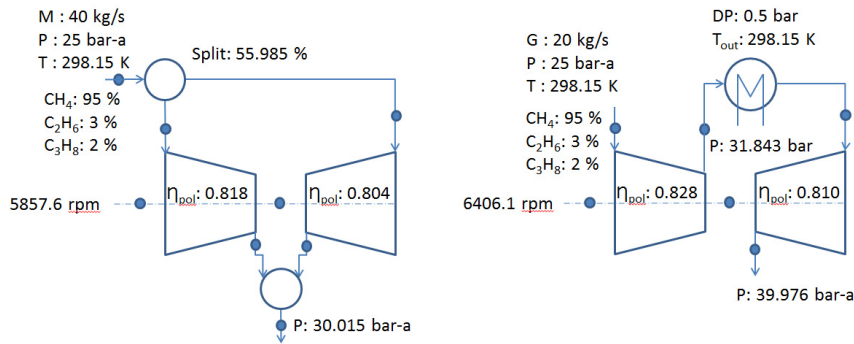 M : 40 kg/s
P : 25 bar-a
T : 298.15 K
Split: 55.985 %
CH₄: 95 %
C₂H₆: 3 %
C₃H₈: 2 %
5857.6 rpm
ηpol: 0.818
ηpol: 0.804
P: 30.015 bar-a
G : 20 kg/s
P : 25 bar-a
T : 298.15 K
DP: 0.5 bar
Tout: 298.15 K
CH₄: 95 %
C₂H₆: 3 %
C₃H₈: 2 %
P: 31.843 bar
6406.1 rpm
ηpol: 0.828
ηpol: 0.810
P: 39.976 bar-a